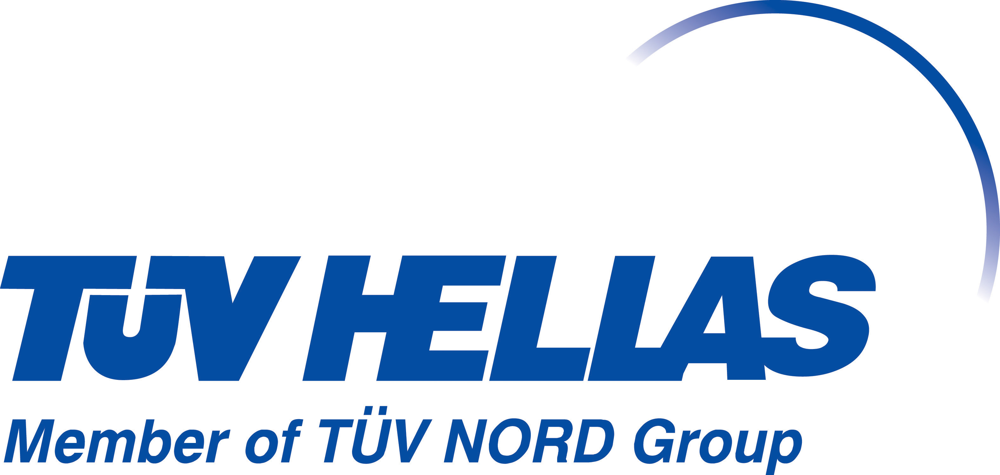 TÜV HELLAS
Member of TÜV NORD Group